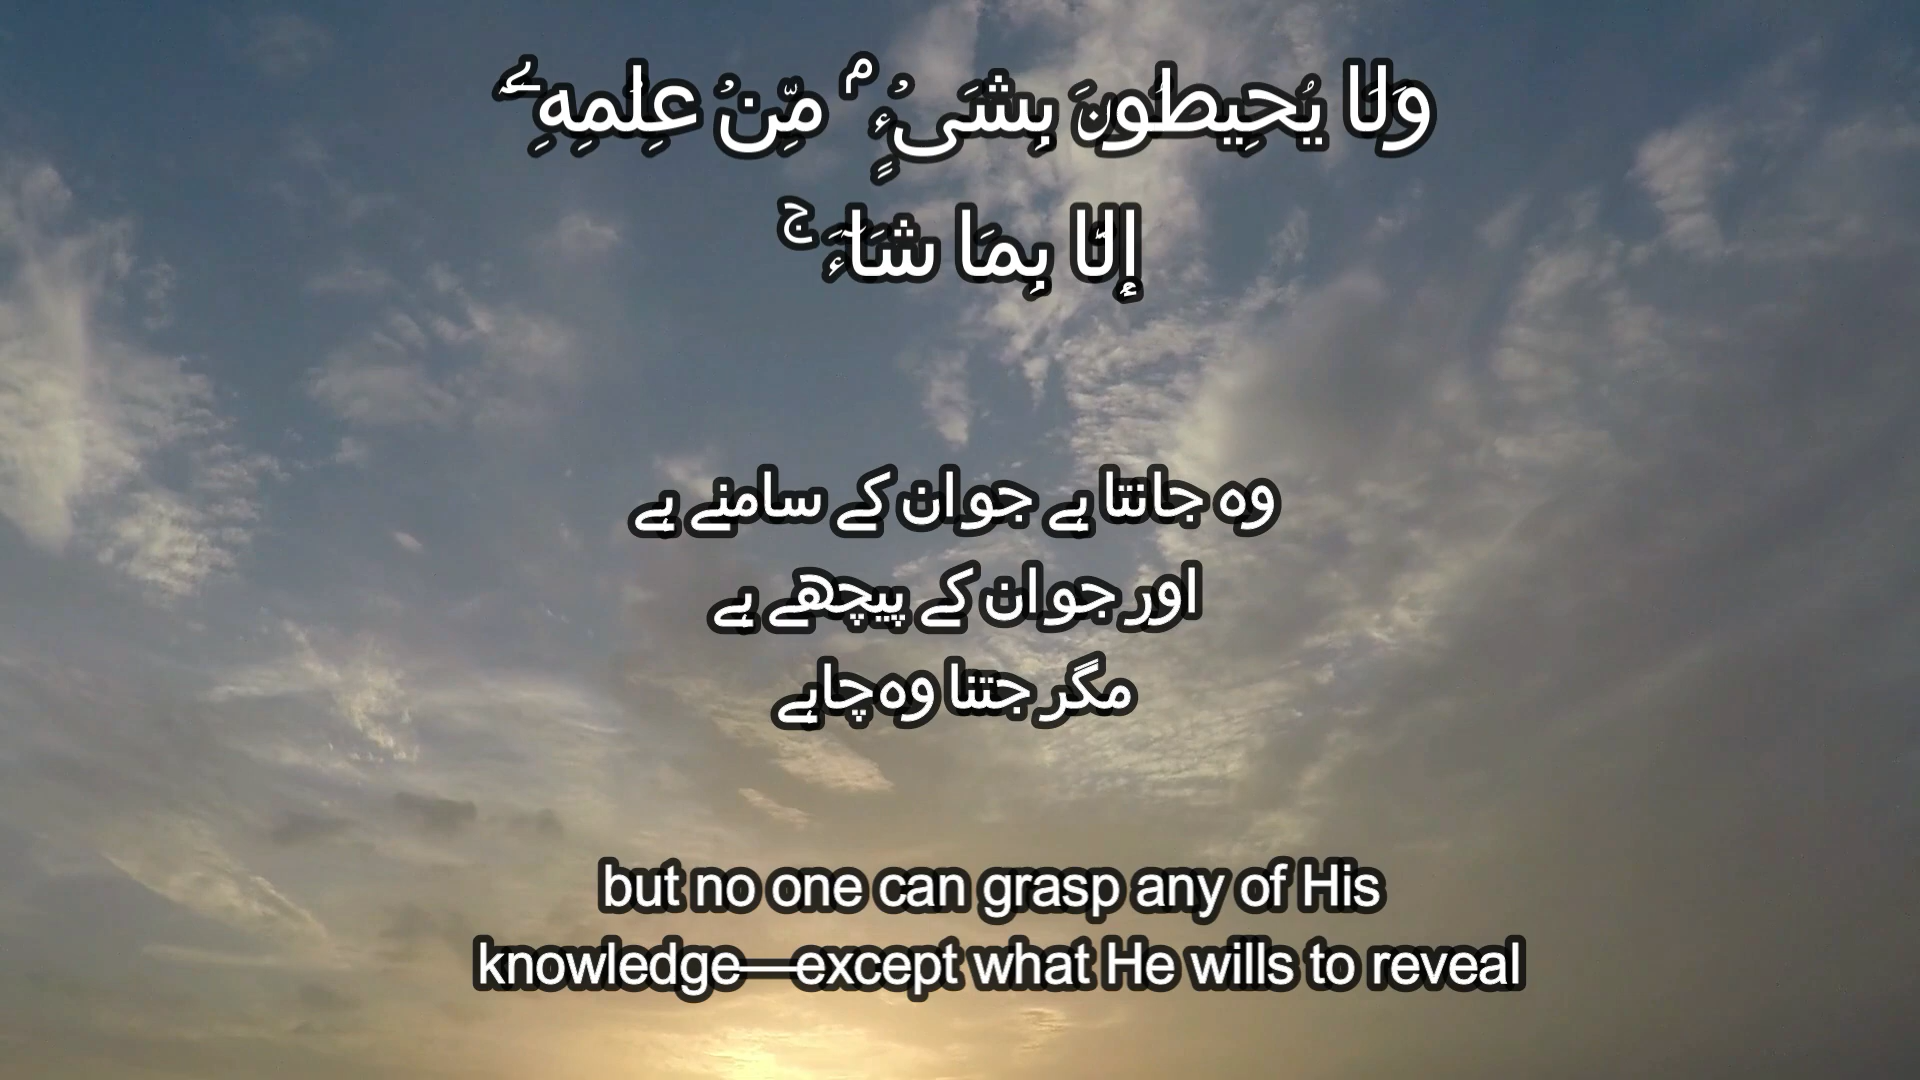 وَلَا يُحِيطُونَ بِشَىْءٍۢ مِّنْ عِلْمِهِۦٓ
إِلَّا بِمَا شَآءَ ۚ
وہ جانتا ہے جو ان کے سامنے ہے
اور جو ان کے پیچھے ہے
مگر جتنا وہ چاہے
but no one can grasp any of His
knowledge—except what He wills to reveal